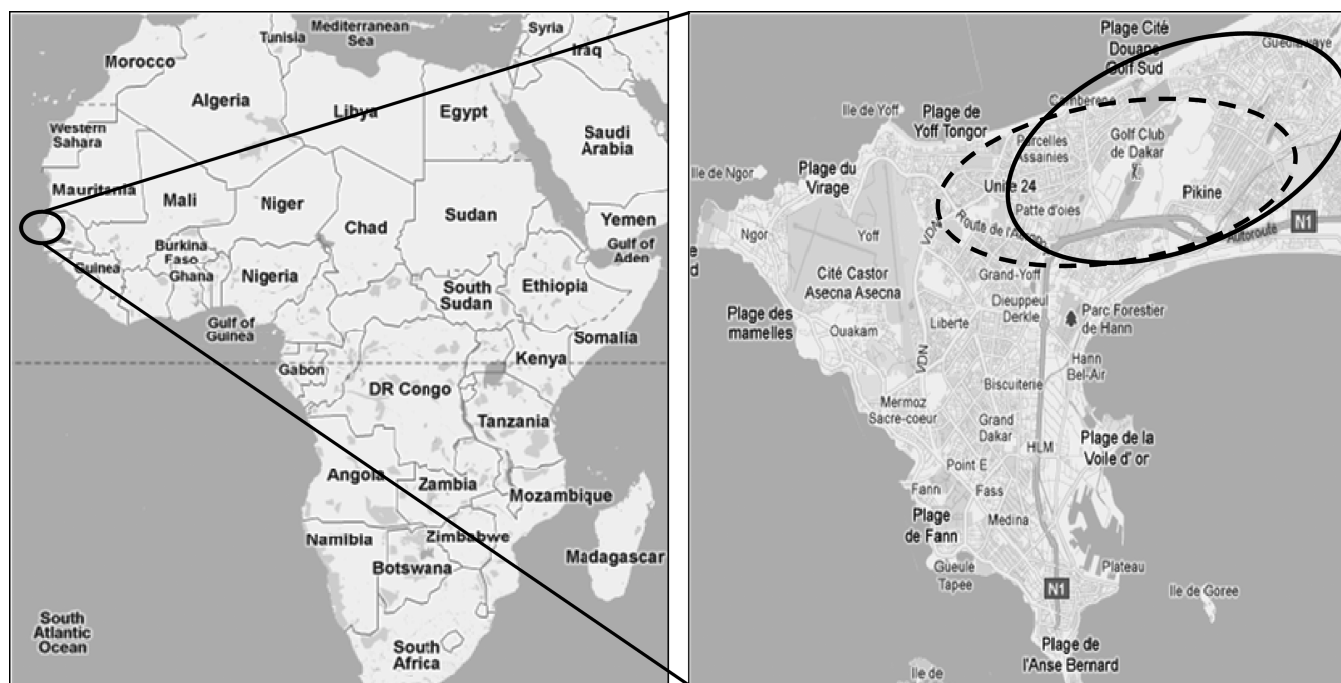 Mediterranean
Sea
Syria
Iraq
Tunisia
Morocco
Algeria
Libya
Egypt
Western
Sahara
Saudi
Arabia
Mauritania
Mali
Niger
Chad
Sudan
Yemen
Gulf of
Aden
Burkina
Faso
Guinea
Ghana
Nigeria
South
Sudan
Ethiopia
Gulf of
Guinea
Somalia
Kenya
Gabon
DR Congo
Tanzania
Angola
Zambia
Mozambique
Namibia
Zimbabwe
Botswana
Madagascar
South
Atlantic
Ocean
South
Africa
Plage Cité
Douane
Golf Sud
Guediawaye
Camberene
Ile de Yoff
Plage de
Yoff Tongor
Parcelles
Assainies
Golf Club
de Dakar
Ile de Ngor
Plage du
Virage
Unite 24
Pikine
Patte d'oies
Ngor
Yoff
VDN
Route de l'Aeropo
Autoroute
N1
Cité Castor
Asecna Asecna
Grand-Yoff
Dieuppeul
Derkle
Plage des
mamelles
Ouakam
Liberte
Parc Forestier
de Hann
VDN
Hann
Bel-Air
Biscuiterie
Mermoz
Sacre-coeur
Grand
Dakar
HLM
Plage de la
Voile d' or
Point E
Fann
Fass
Plage
de Fann
Medina
Gueule
Tapee
Plateau
N1
Ile de Goree
Plage de
l'Anse Bernard
Ile de